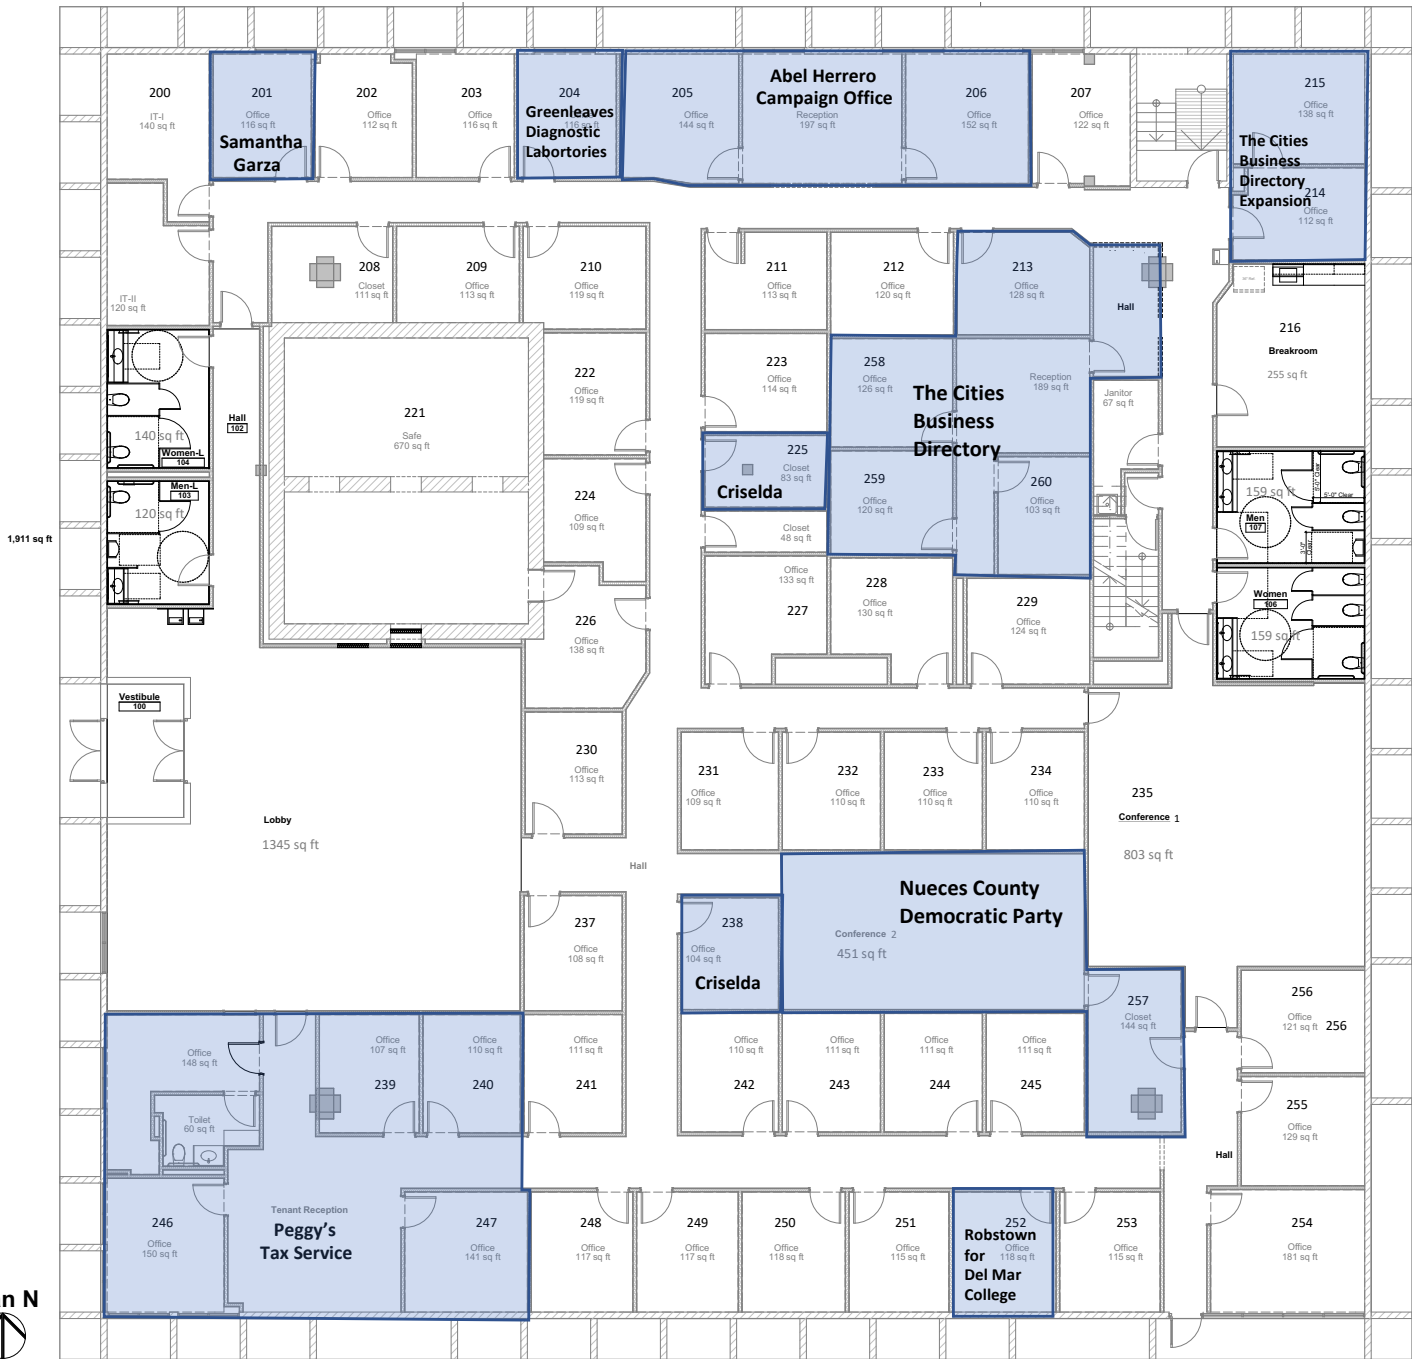 200
IT-I
140 sq ft
201
Office
116 sq ft
Samantha
Garza
202
Office
112 sq ft
203
Office
116 sq ft
204
116 sq ft
Greenleaves
Diagnostic
Labortories
205
Office
144 sq ft
Abel Herrero
Campaign Office
Reception
197 sq ft
206
Office
152 sq ft
207
Office
122 sq ft
215
Office
138 sq ft
The Cities
Business
Directory
Expansion
214
Office
112 sq ft
IT-II
120 sq ft
208
Closet
111 sq ft
209
Office
113 sq ft
210
Office
119 sq ft
211
Office
113 sq ft
212
Office
120 sq ft
213
Office
128 sq ft
Hall
216
Breakroom
255 sq ft
140 sq ft
Women-L
104
Hall
102
221
Safe
670 sq ft
222
Office
119 sq ft
223
Office
114 sq ft
258
Office
126 sq ft
Reception
189 sq ft
The Cities
Business
Directory
Janitor
67 sq ft
Men-L
103
120 sq ft
1,911 sq ft
224
Office
109 sq ft
225
Closet
83 sq ft
Criselda
Closet
48 sq ft
259
Office
120 sq ft
260
Office
103 sq ft
159 sq ft
5'-0" Clear
5'-0" Clear
3'-0"
Clear
Men
107
226
Office
138 sq ft
Office
133 sq ft
227
228
Office
130 sq ft
229
Office
124 sq ft
Women
106
159 sq ft
Vestibule
100
Lobby
1345 sq ft
230
Office
113 sq ft
231
Office
109 sq ft
232
Office
110 sq ft
233
Office
110 sq ft
234
Office
110 sq ft
235
Conference 1
803 sq ft
Hall
237
Office
108 sq ft
238
Office
104 sq ft
Criselda
Nueces County
Democratic Party
Conference 2
451 sq ft
257
Closet
144 sq ft
256
Office
121 sq ft
256
Office
148 sq ft
Toilet
60 sq ft
Office
107 sq ft
239
Office
110 sq ft
240
Office
111 sq ft
241
Office
110 sq ft
242
Office
111 sq ft
243
Office
111 sq ft
244
Office
111 sq ft
245
255
Office
129 sq ft
Hall
246
Office
150 sq ft
Tenant Reception
Peggy's
Tax Service
247
Office
141 sq ft
248
Office
117 sq ft
249
Office
117 sq ft
250
Office
118 sq ft
251
Office
115 sq ft
252
Office
118 sq ft
Robstown
for
Del Mar
College
253
Office
115 sq ft
254
Office
181 sq ft
an N